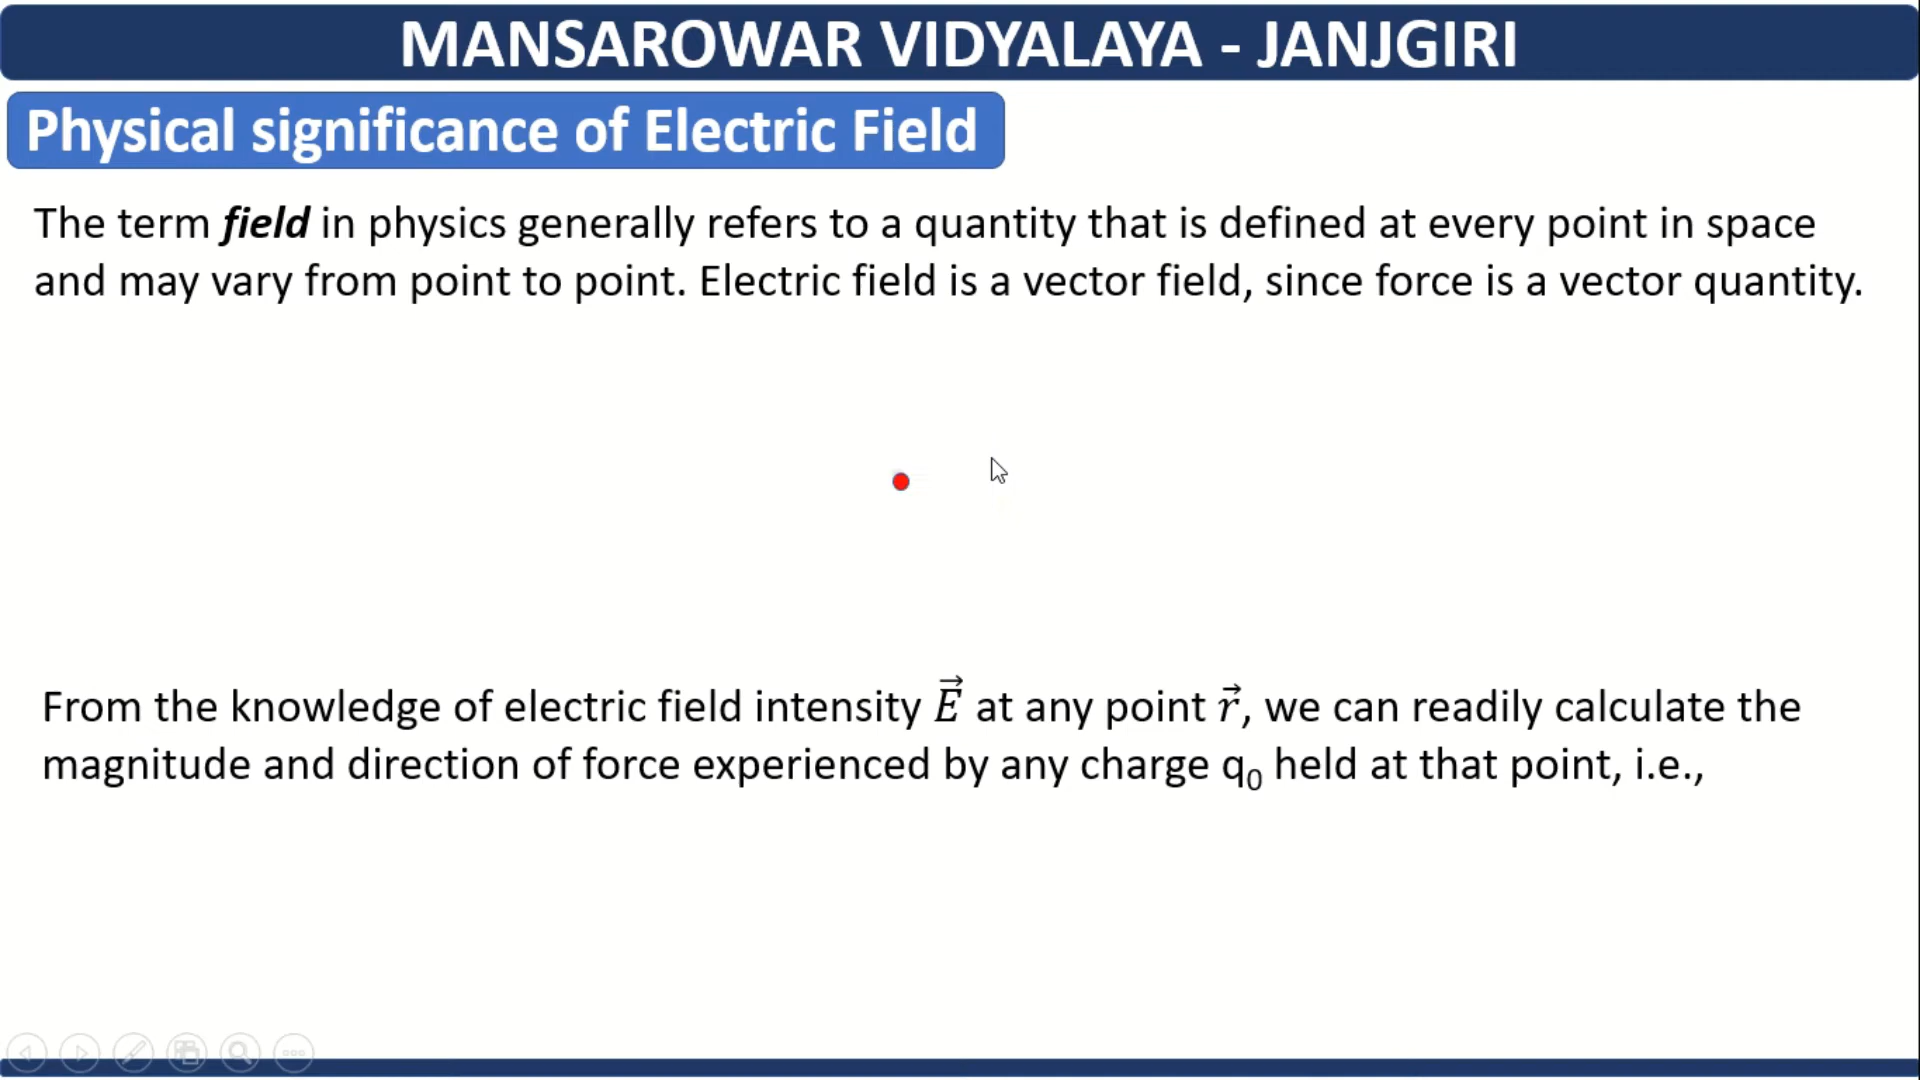 MANSAROWAR VIDYALAYA - JANJGIRI
Physical significance of Electric Field
The term field in physics generally refers to a quantity that is defined at every point in space
and may vary from point to point. Electric field is a vector field, since force is a vector quantity.
From the knowledge of electric field intensity E⃗ at any point r⃗, we can readily calculate the
magnitude and direction of force experienced by any charge q₀ held at that point, i.e.,